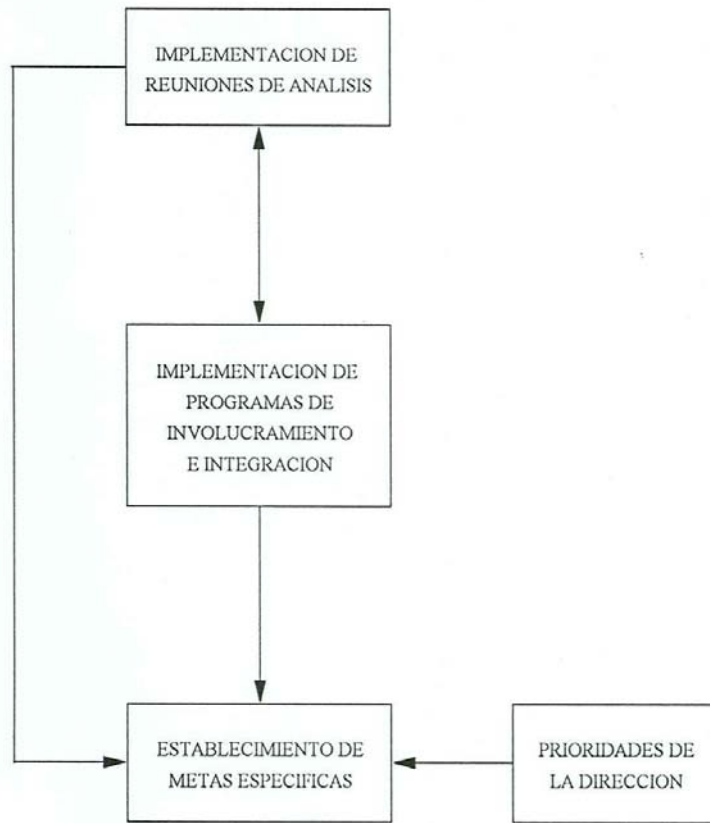 IMPLEMENTACION DE
REUNIONES DE ANALISIS
IMPLEMENTACION DE
PROGRAMAS DE
INVOLUCRAMIENTO
E INTEGRACION
ESTABLECIMIENTO DE
METAS ESPECIFICAS
PRIORIDADES DE
LA DIRECCION